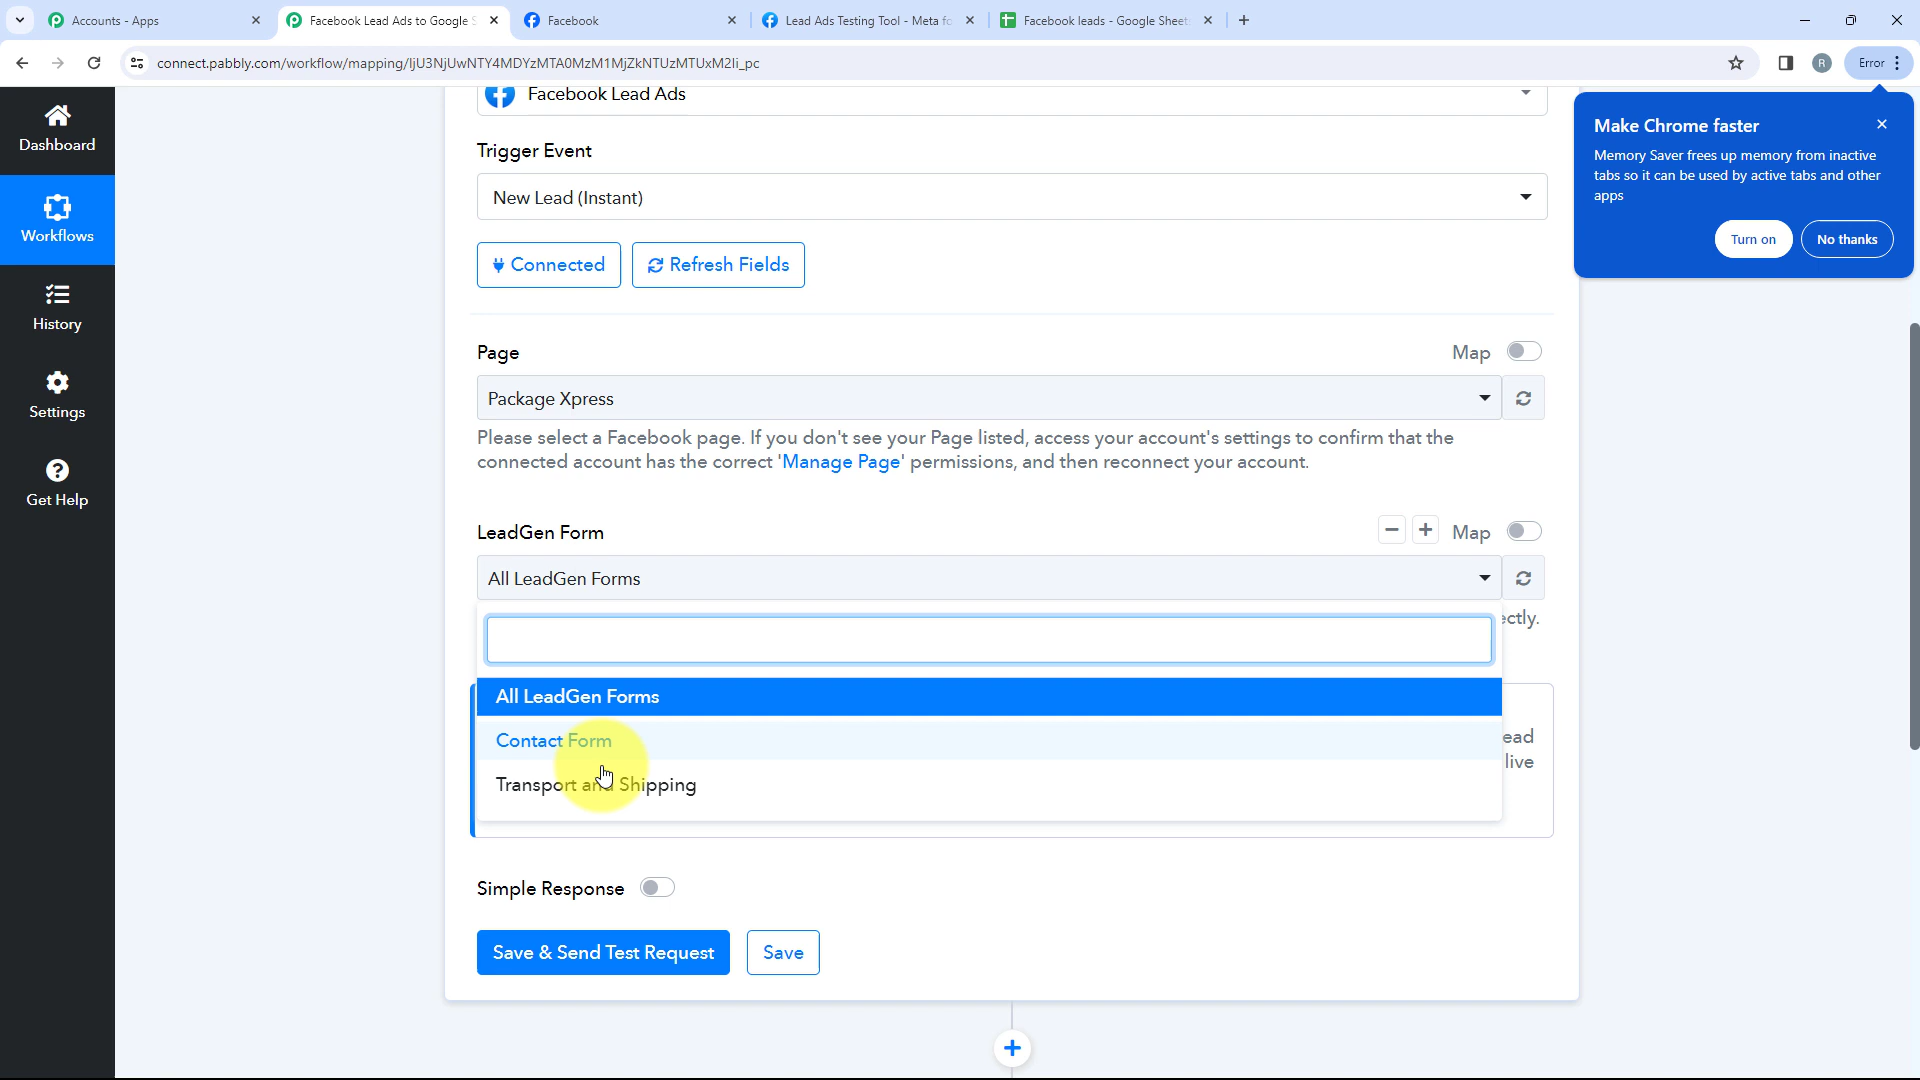 Accounts - Apps
Facebook Lead Ads to Google S
Facebook
Lead Ads Testing Tool - Meta fo
Facebook leads - Google Sheet
connect.pabbly.com/workflow/mapping/IjU3NjUwNTY4MDYzMTA0MzM1MjZkNTUzMTUxM2Ii_pc
R
Error
Dashboard
Workflows
History
Settings
Get Help
Make Chrome faster
Memory Saver frees up memory from inactive
tabs so it can be used by active tabs and other
apps
Turn on
No thanks
Facebook Lead Ads
Trigger Event
New Lead (Instant)
Connected
Refresh Fields
Page
Map
Package Xpress
Please select a Facebook page. If you don't see your Page listed, access your account's settings to confirm that the
connected account has the correct 'Manage Page' permissions, and then reconnect your account.
LeadGen Form
Map
All LeadGen Forms
ectly.
All LeadGen Forms
Contact Form
ead
live
Transport and Shipping
Simple Response
Save & Send Test Request
Save